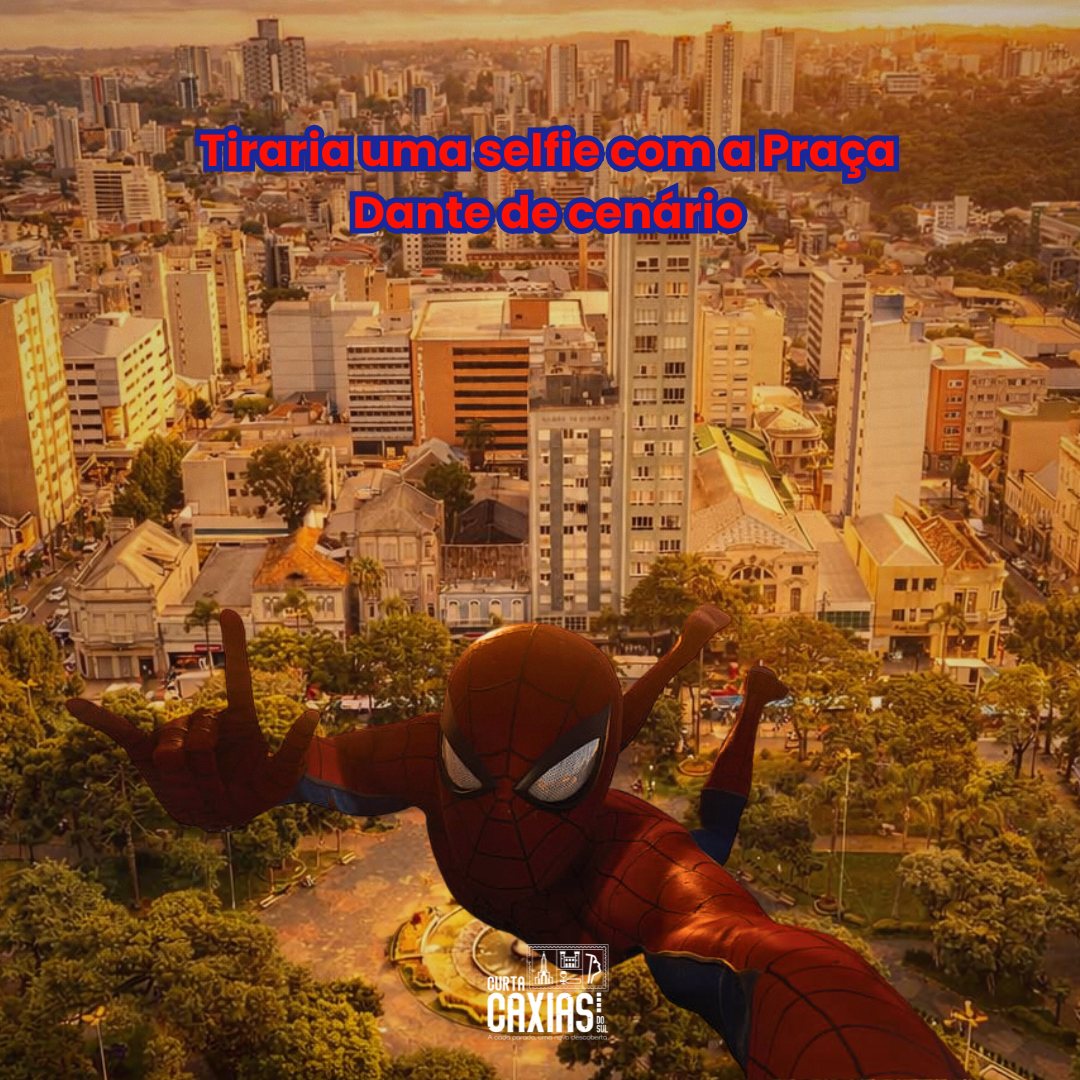 Tiraria uma selfie com a Praça
Dante de cenário
CURTA
CAXIAS
DO
SUL
A cada parada, uma nova descoberta